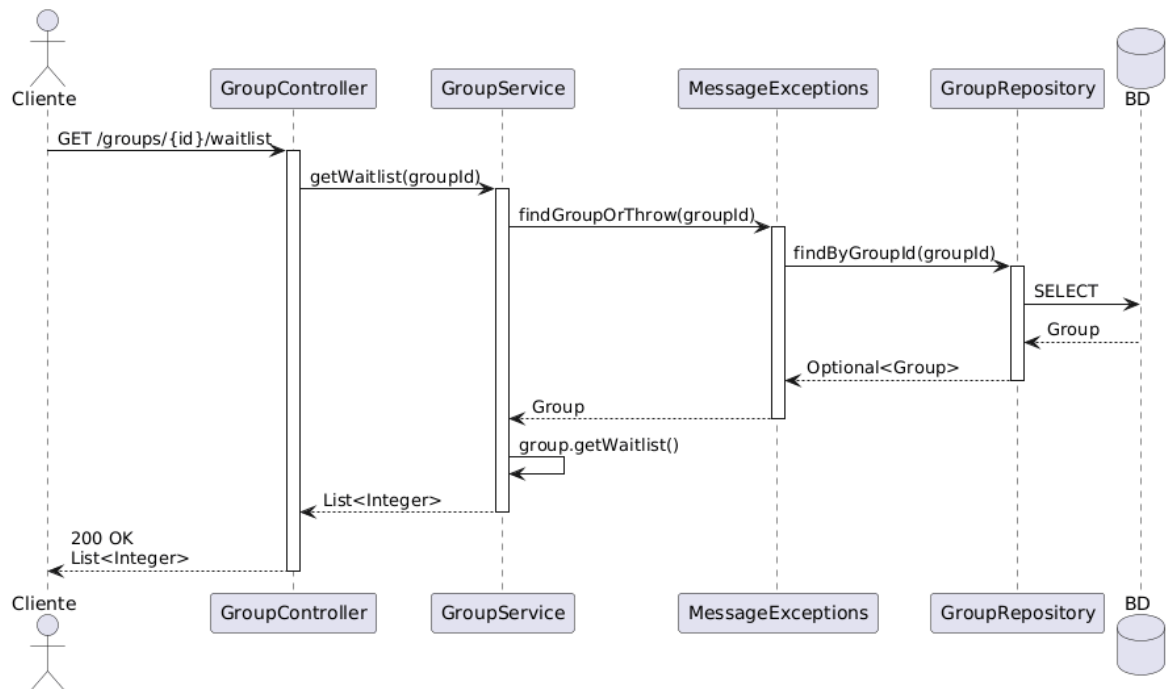 Cliente
GroupController
GroupService
MessageExceptions
GroupRepository
BD
GET /groups/{id}/waitlist
getWaitlist(groupId)
findGroupOrThrow(groupId)
findByGroupId(groupId)
SELECT
Group
Optional<Group>
Group
group.getWaitlist()
List<Integer>
200 OK
List<Integer>
Cliente
GroupController
GroupService
MessageExceptions
GroupRepository
BD